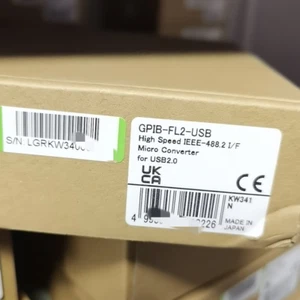 GPIB-FL2-USB
High Speed IEEE-488.2 I/F
Micro Converter
for USB2.0
UK
CA
CE
KW341
N
MADE IN
JAPAN
226
S/N. LGRKW340